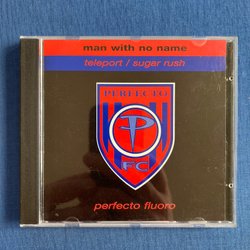 man with no name
teleport / sugar rush
PERFECTO
P
FC
perfecto fluoro